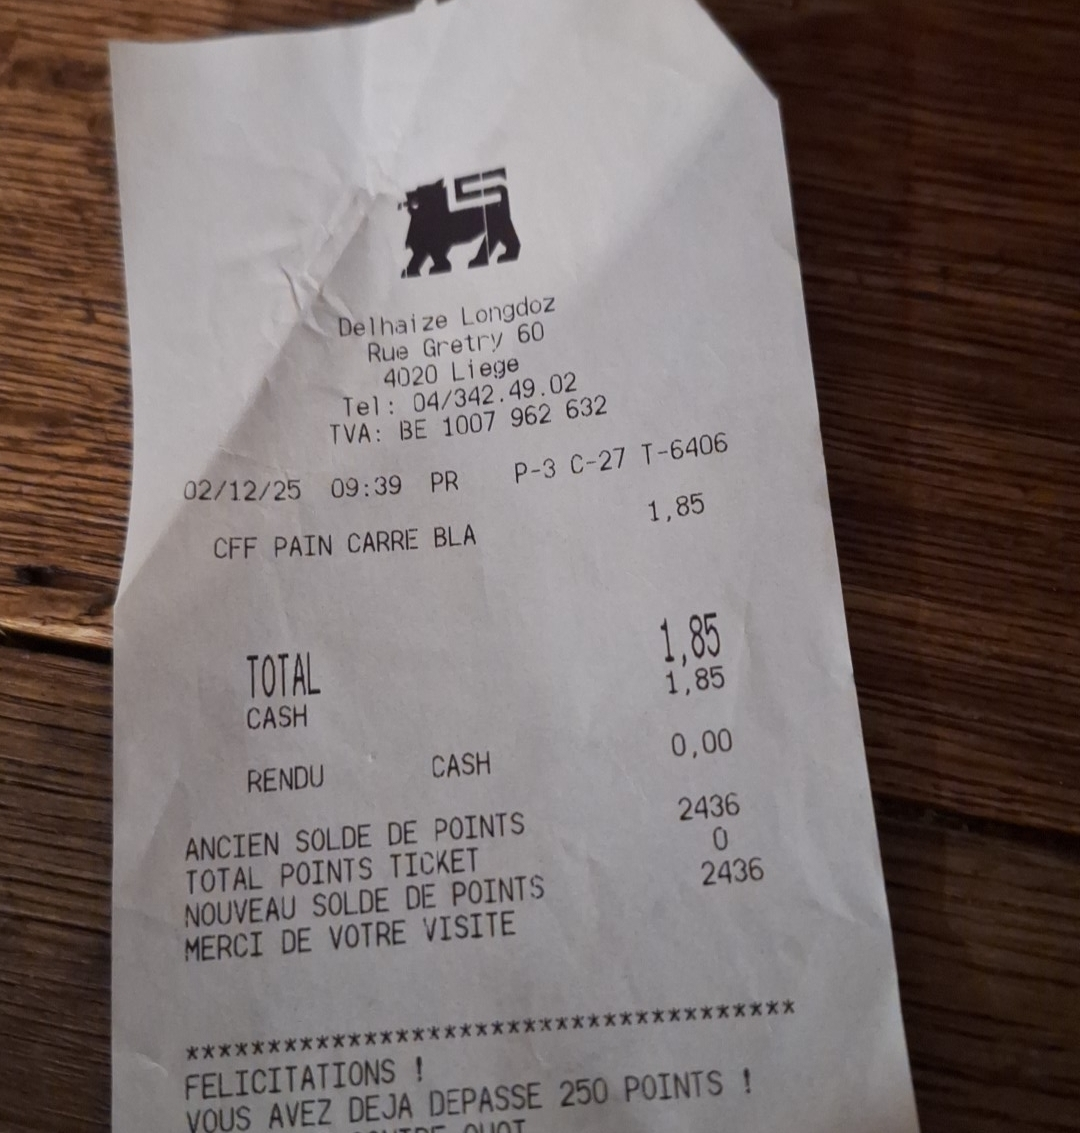 Delhaize Longdoz
Rue Gretry 60
4020 Liege
Tel: 04/342.49.02
TVA: BE 1007 962 632
02/12/25 09:39 PR P-3 C-27 T-6406
CFF PAIN CARRE BLA 1,85
TOTAL 1,85
CASH 1,85
RENDU CASH 0,00
ANCIEN SOLDE DE POINTS 2436
TOTAL POINTS TICKET 0
NOUVEAU SOLDE DE POINTS 2436
MERCI DE VOTRE VISITE
**************************************
FELICITATIONS !
VOUS AVEZ DEJA DEPASSE 250 POINTS !